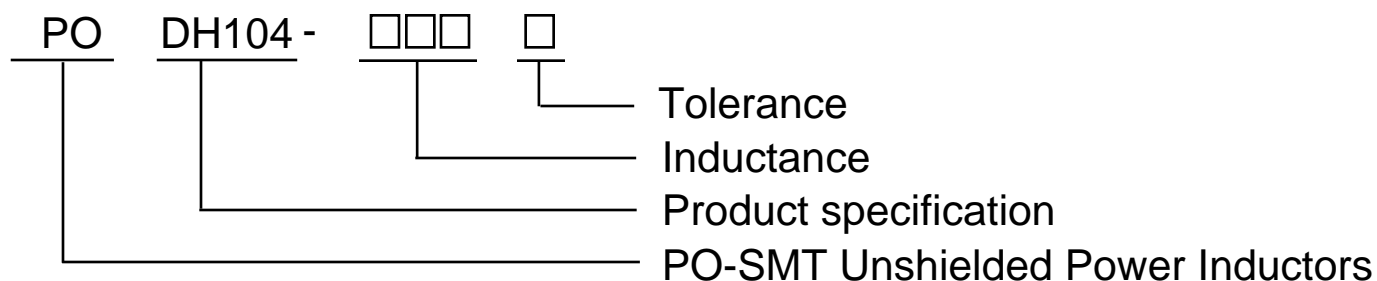 PO DH104 - □□□ □
Tolerance
Inductance
Product specification
PO-SMT Unshielded Power Inductors